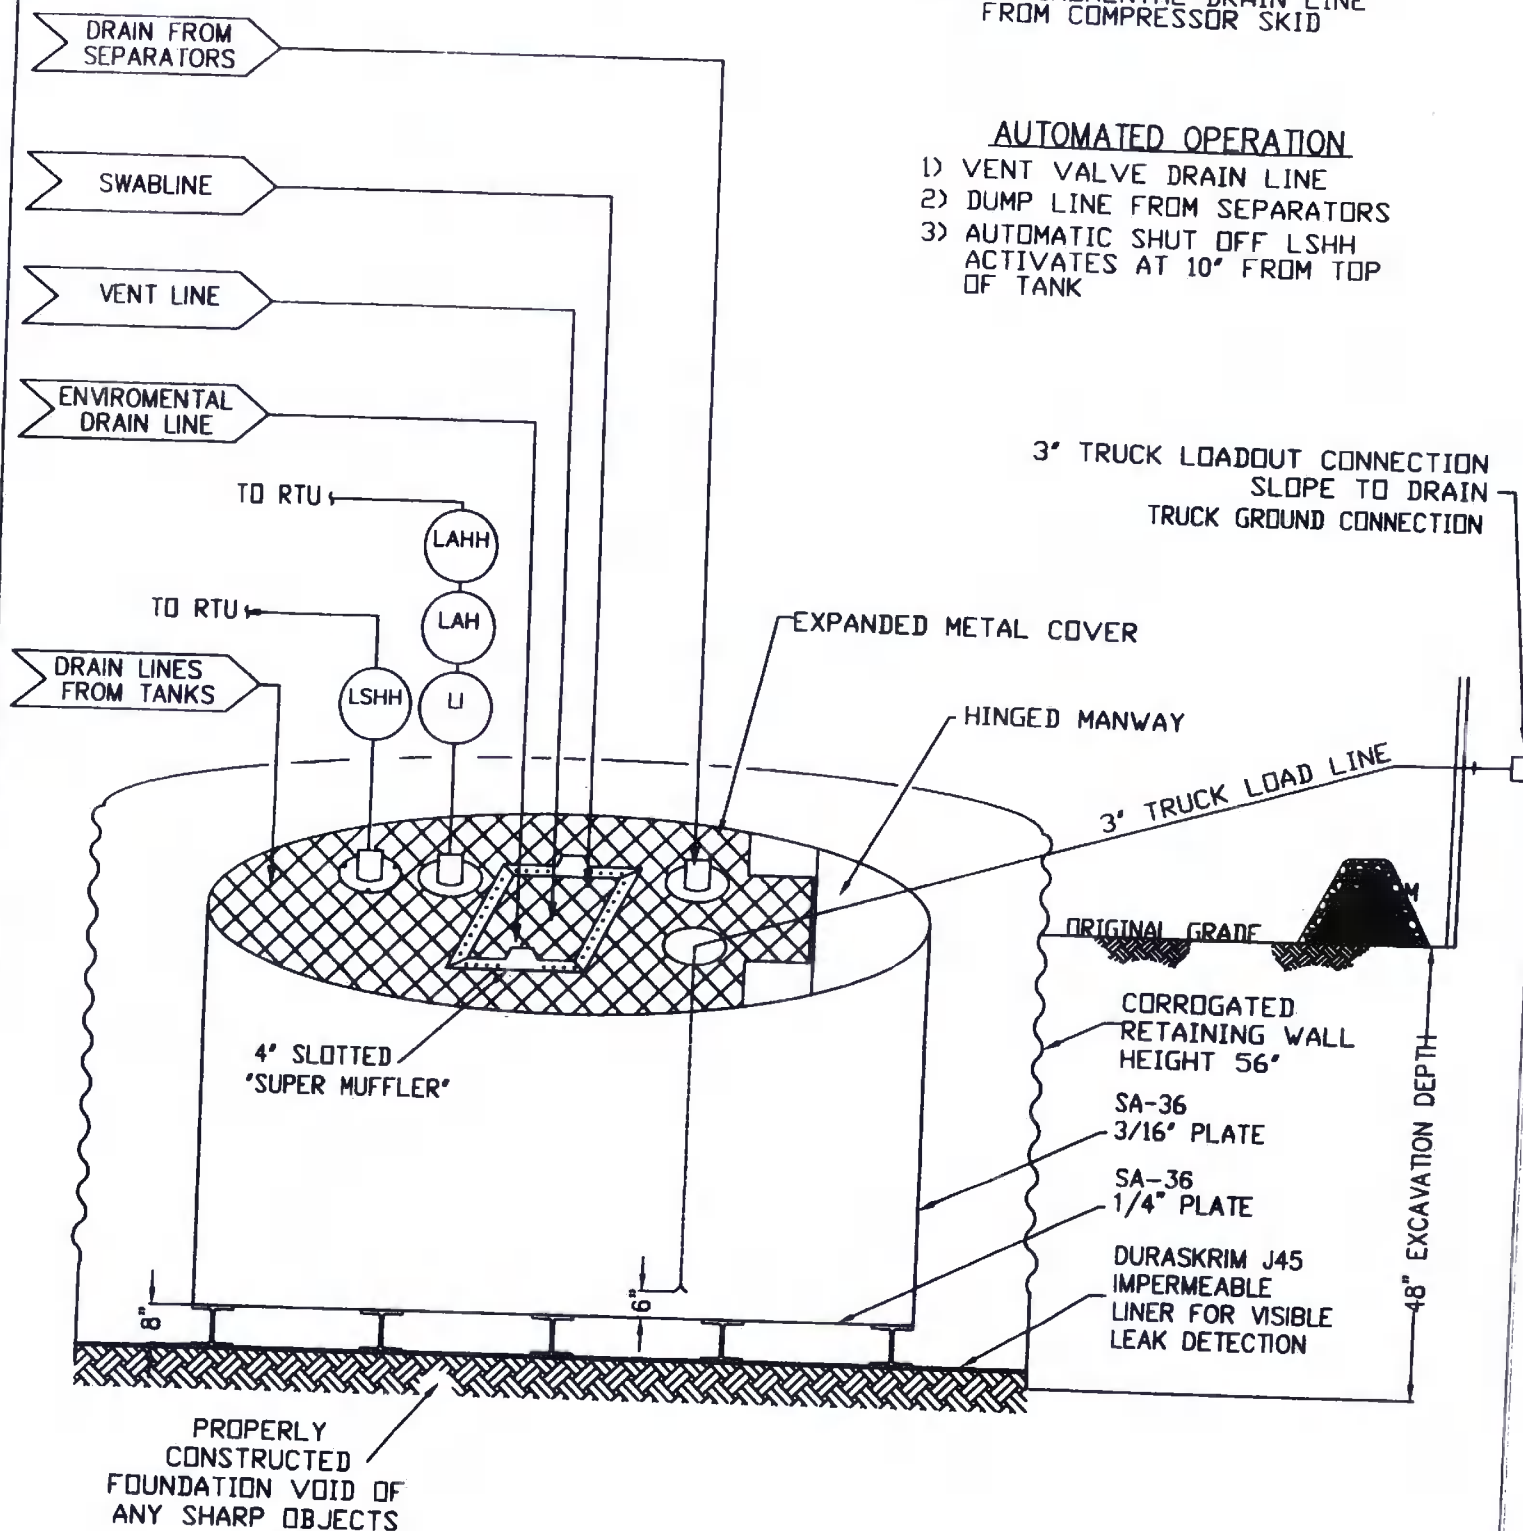 FROM COMPRESSOR SKID
DRAIN LINE
DRAIN FROM
SEPARATORS
SWABLINE
VENT LINE
ENVIROMENTAL
DRAIN LINE
AUTOMATED OPERATION
1) VENT VALVE DRAIN LINE
2) DUMP LINE FROM SEPARATORS
3) AUTOMATIC SHUT OFF LSHH
ACTIVATES AT 10" FROM TOP
OF TANK
3" TRUCK LOADOUT CONNECTION
SLOPE TO DRAIN
TRUCK GROUND CONNECTION
TO RTU
LAHH
TO RTU
LAH
DRAIN LINES
FROM TANKS
LSHH
LI
EXPANDED METAL COVER
HINGED MANWAY
3" TRUCK LOAD LINE
ORIGINAL GRADE
4" SLOTTED
"SUPER MUFFLER"
CORROGATED
RETAINING WALL
HEIGHT 56"
SA-36
3/16" PLATE
SA-36
1/4" PLATE
DURASKRIM J45
IMPERMEABLE
LINER FOR VISIBLE
LEAK DETECTION
48" EXCAVATION DEPTH
8"
6"
PROPERLY
CONSTRUCTED
FOUNDATION VOID OF
ANY SHARP OBJECTS